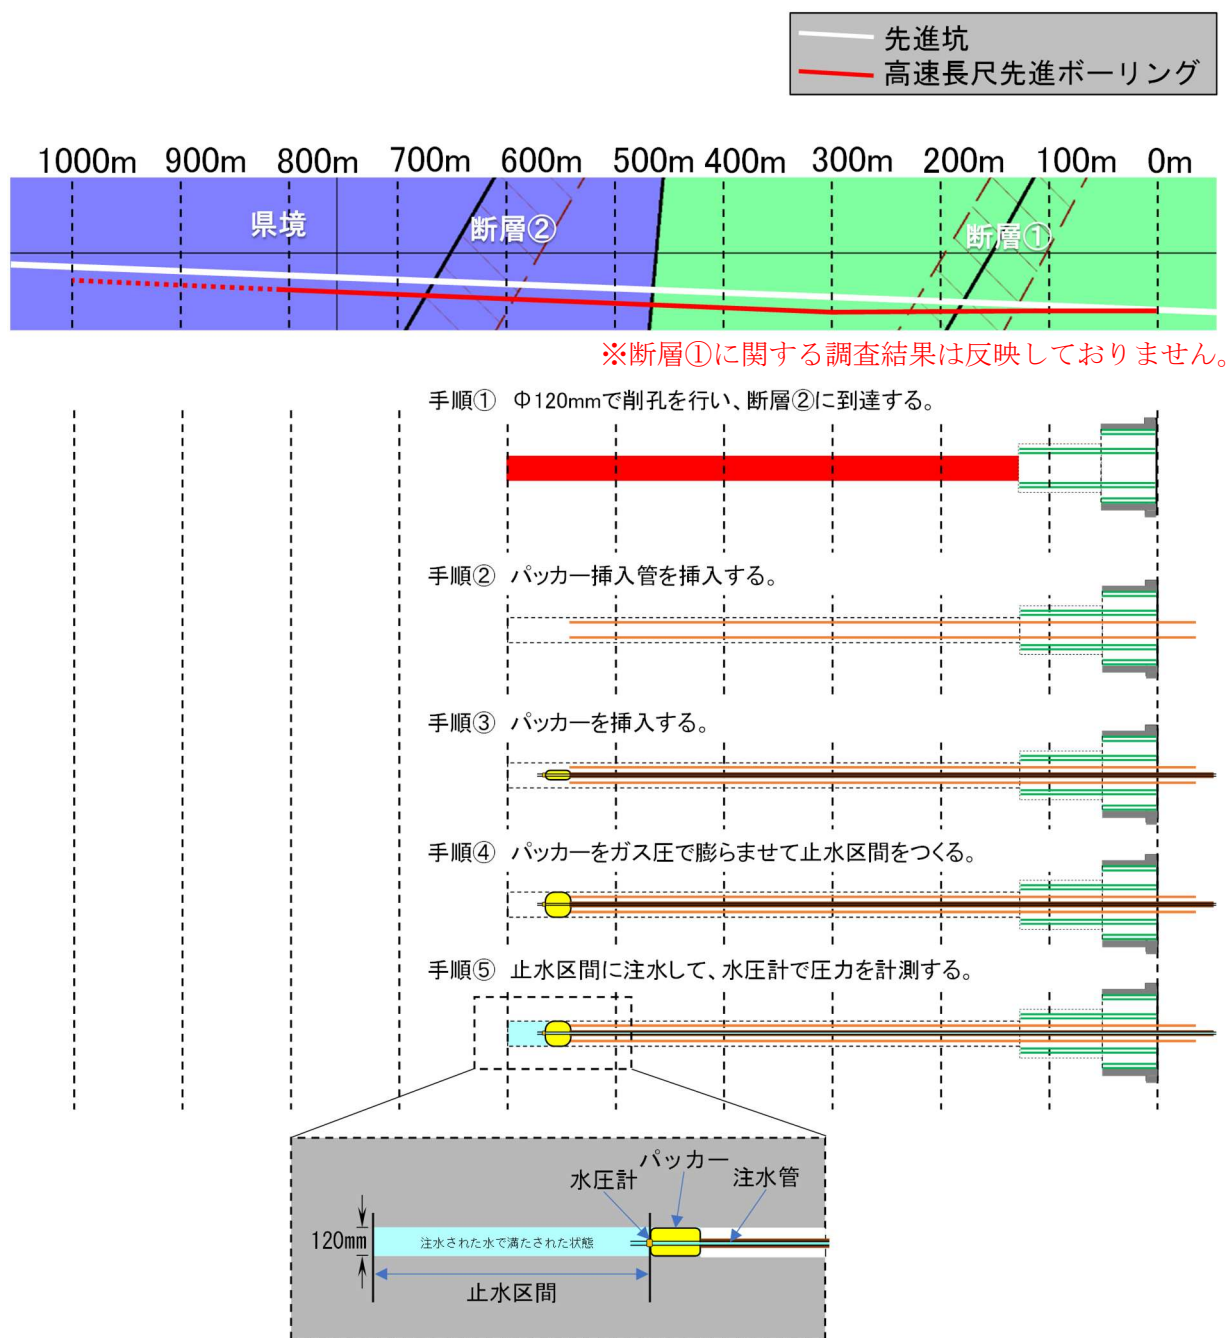 先進坑
高速長尺先進ボーリング
1000m 900m 800m 700m 600m 500m 400m 300m 200m 100m 0m
県境 断層② 断層①
※断層①に関する調査結果は反映しておりません。
手順① Φ120mmで削孔を行い、断層②に到達する。
手順② パッカー挿入管を挿入する。
手順③ パッカーを挿入する。
手順④ パッカーをガス圧で膨らませて止水区間をつくる。
手順⑤ 止水区間に注水して、水圧計で圧力を計測する。
パッカー
水圧計 注水管
120mm 注水された水で満たされた状態
止水区間